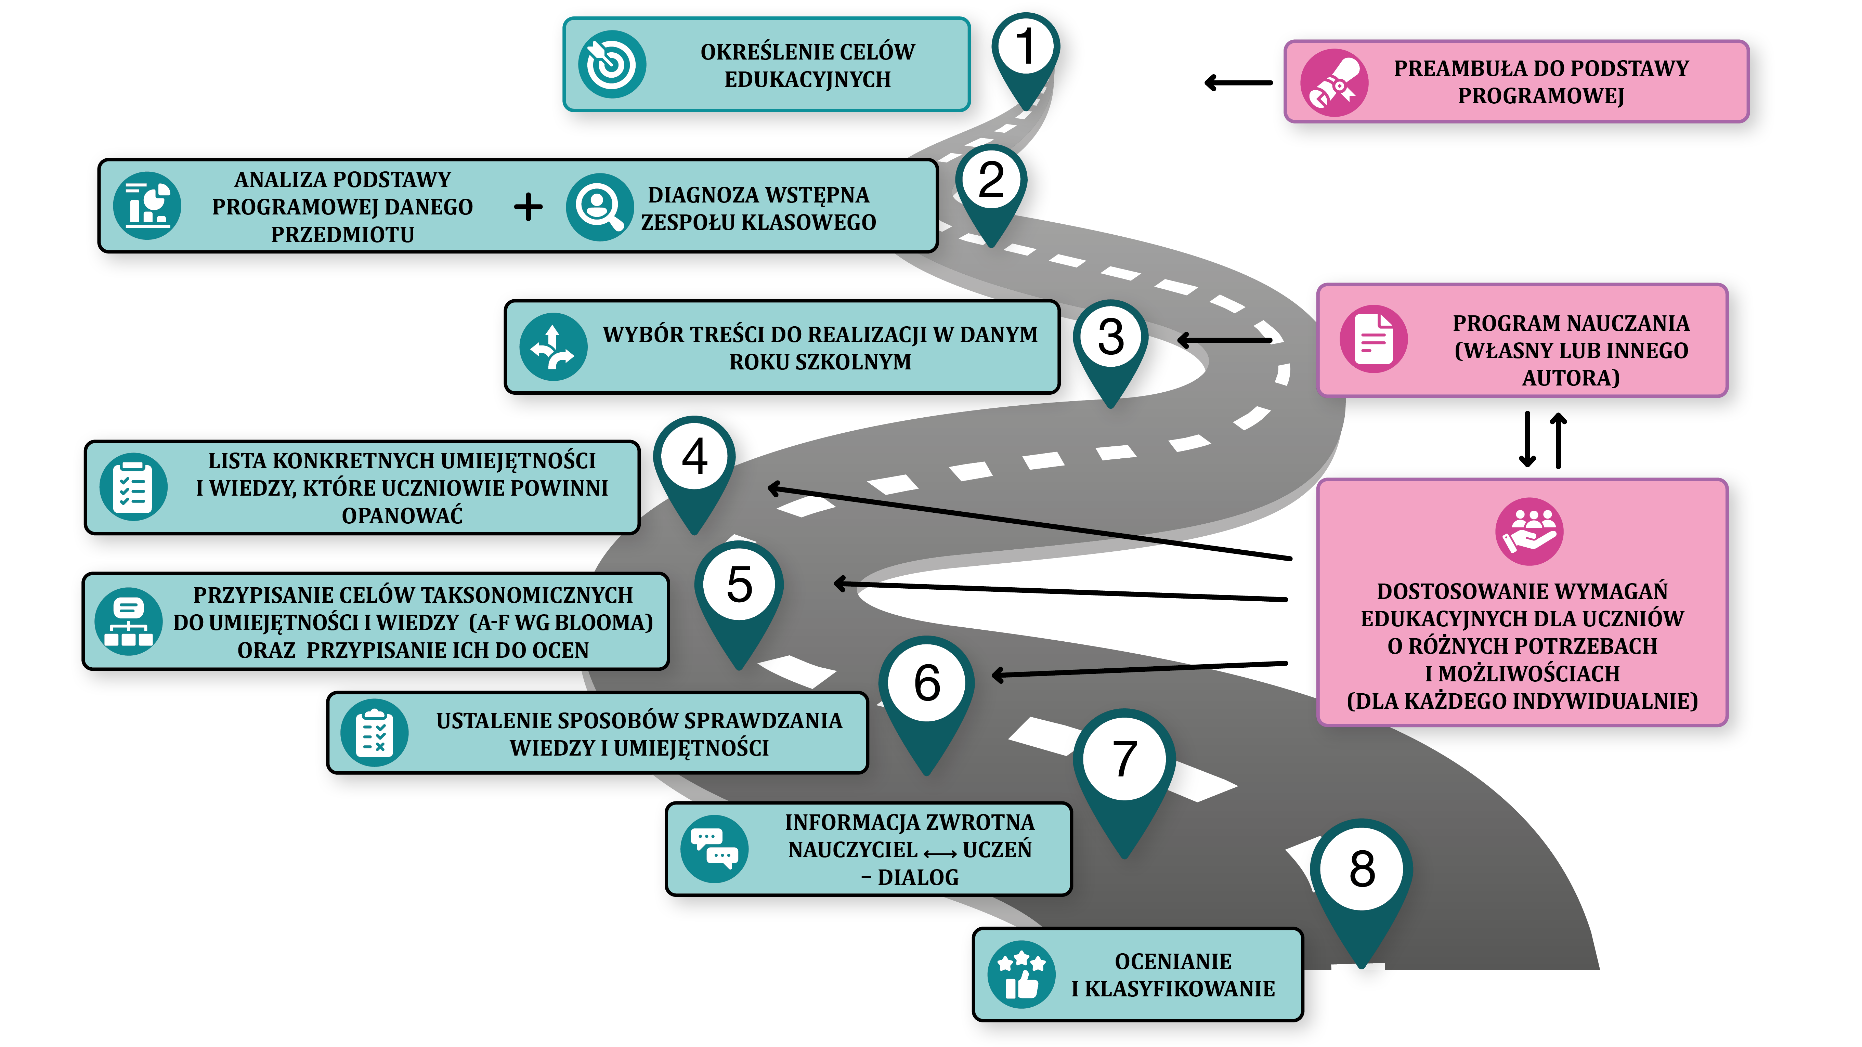 OKREŚLENIE CELÓW
EDUKACYJNYCH
1
PREAMBUŁA DO PODSTAWY
PROGRAMOWEJ
ANALIZA PODSTAWY
PROGRAMOWEJ DANEGO
PRZEDMIOTU
+
DIAGNOZA WSTĘPNA
ZESPOŁU KLASOWEGO
2
WYBÓR TREŚCI DO REALIZACJI W DANYM
ROKU SZKOLNYM
3
PROGRAM NAUCZANIA
(WŁASNY LUB INNEGO
AUTORA)
LISTA KONKRETNYCH UMIEJĘTNOŚCI
I WIEDZY, KTÓRE UCZNIOWIE POWINNI
OPANOWAĆ
4
PRZYPISANIE CELÓW TAKSONOMICZNYCH
DO UMIEJĘTNOŚCI I WIEDZY (A-F WG BLOOMA)
ORAZ PRZYPISANIE ICH DO OCEN
5
DOSTOSOWANIE WYMAGAŃ
EDUKACYJNYCH DLA UCZNIÓW
O RÓŻNYCH POTRZEBACH
I MOŻLIWOŚCIACH
(DLA KAŻDEGO INDYWIDUALNIE)
USTALENIE SPOSOBÓW SPRAWDZANIA
WIEDZY I UMIEJĘTNOŚCI
6
INFORMACJA ZWROTNA
NAUCZYCIEL ⟷ UCZEŃ
– DIALOG
7
OCENIANIE
I KLASYFIKOWANIE
8